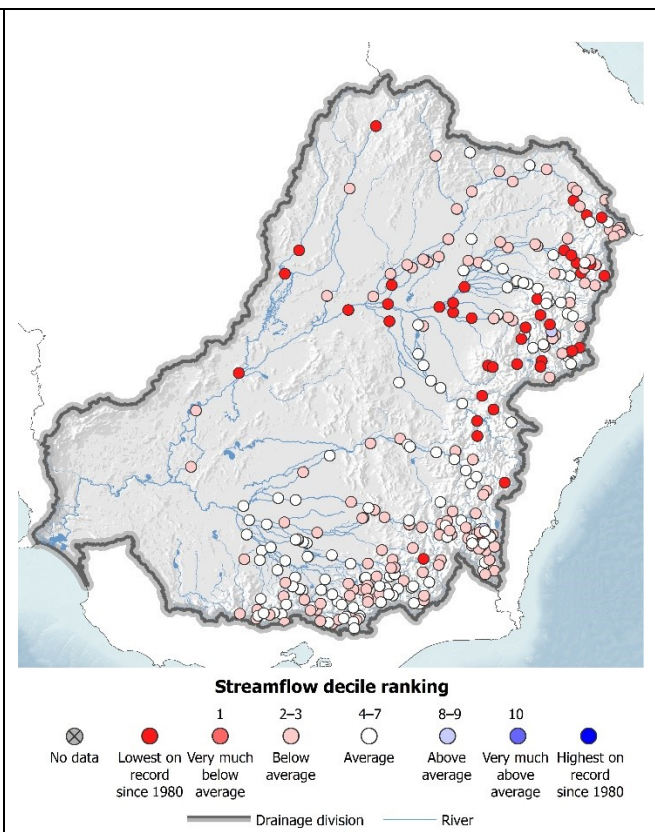 Streamflow decile ranking
1 2–3 4–7 8–9 10
No data Lowest on record since 1980 Very much below average Below average Average Above average Very much above average Highest on record since 1980
Drainage division River